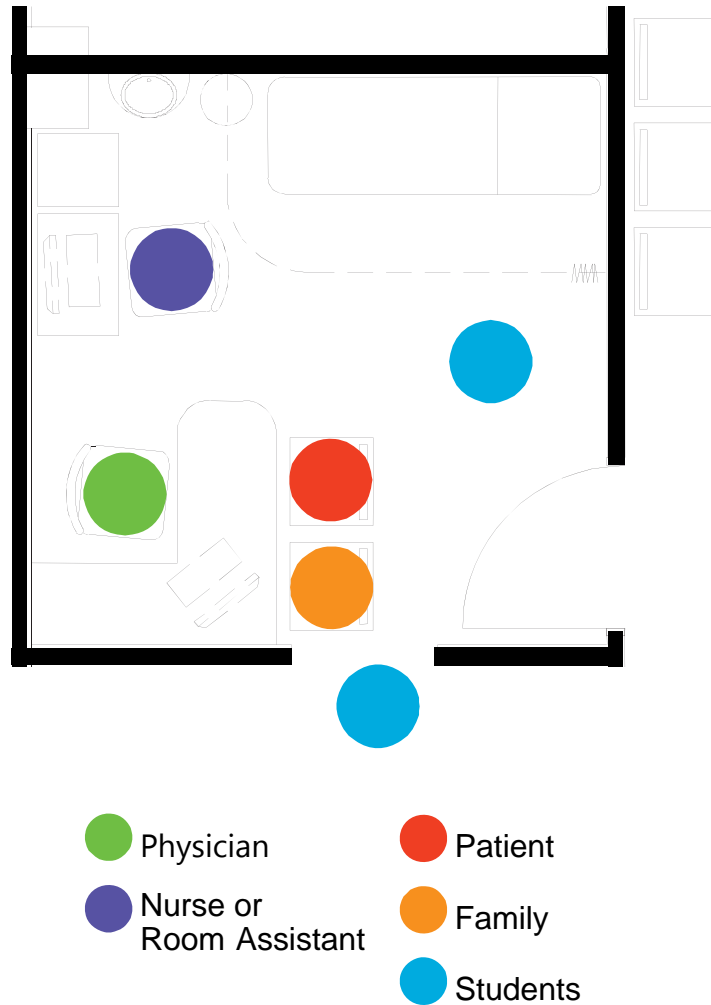 Physician
Nurse or
Room Assistant
Patient
Family
Students